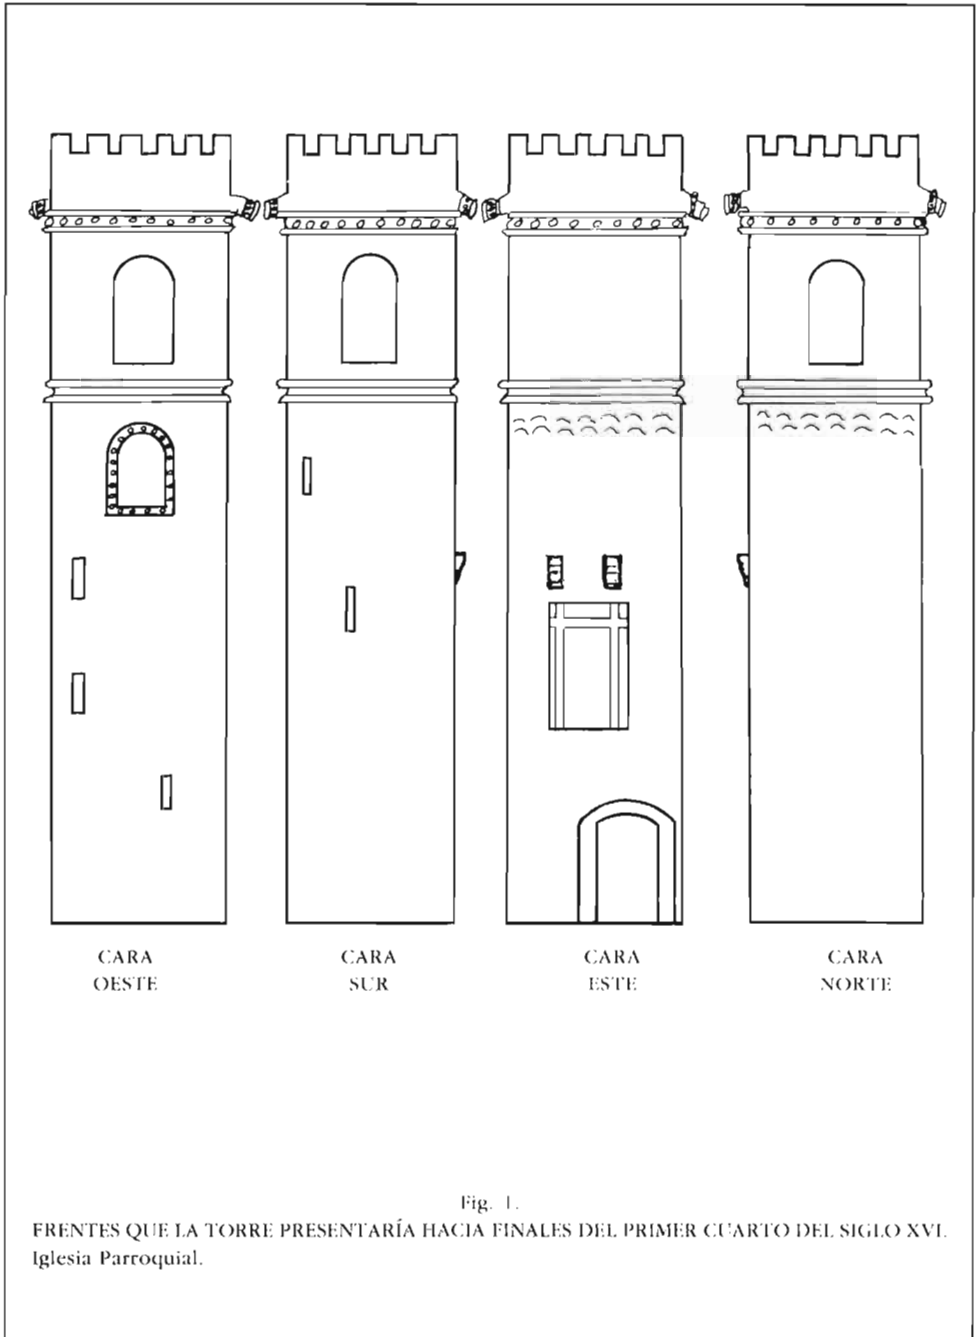 CARA
OESTE
CARA
SUR
CARA
ESTE
CARA
NORTE
Fig. 1.
FRENTES QUE LA TORRE PRESENTARÍA HACIA FINALES DEL PRIMER CUARTO DEL SIGLO XVI.
Iglesia Parroquial.